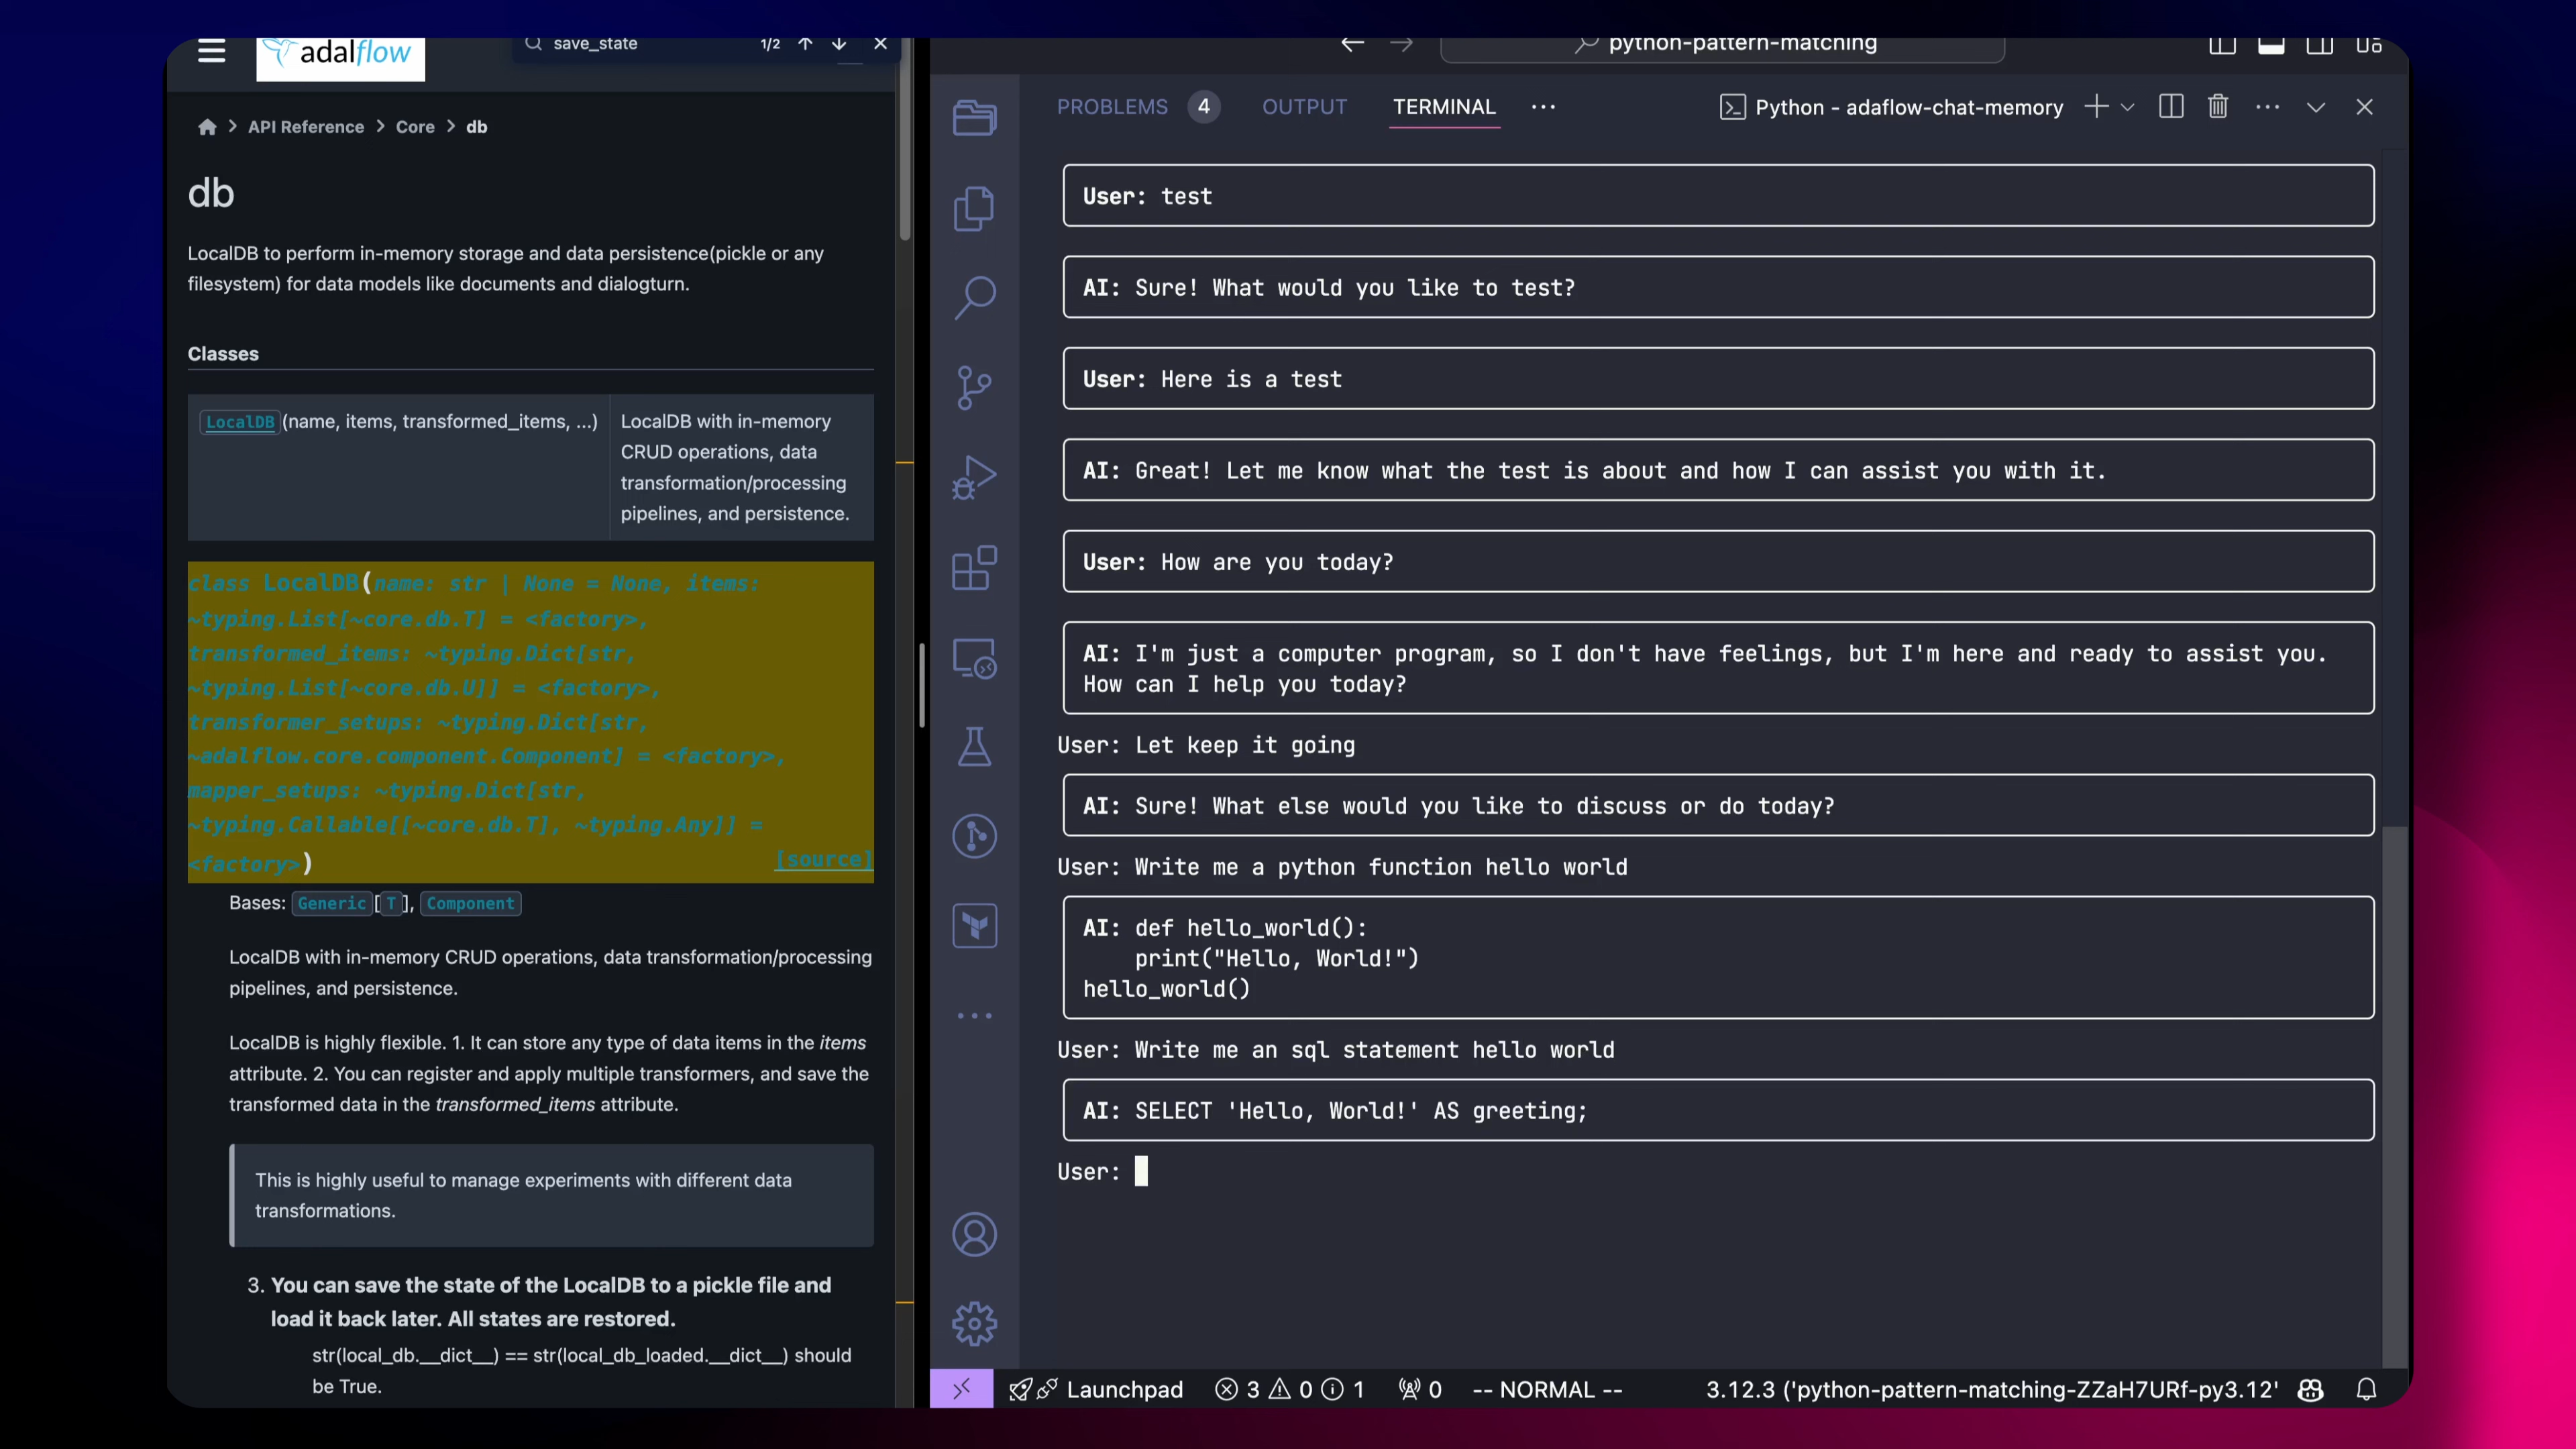 adalflow
save_state 1/2
API Reference > Core > db
db
LocalDB to perform in-memory storage and data persistence(pickle or any
filesystem) for data models like documents and dialogturn.
Classes
LocalDB(name, items, transformed_items, ...)
LocalDB with in-memory
CRUD operations, data
transformation/processing
pipelines, and persistence.
class LocalDB(name: str | None = None, items:
~typing.List[~core.db.T] = <factory>,
transformed_items: ~typing.Dict[str,
~typing.List[~core.db.U]] = <factory>,
transformer_setups: ~typing.Dict[str,
~adalflow.core.component.Component] = <factory>,
mapper_setups: ~typing.Dict[str,
~typing.Callable[[~core.db.T], ~typing.Any]] =
<factory>) [source]
Bases: Generic[T], Component
LocalDB with in-memory CRUD operations, data transformation/processing
pipelines, and persistence.
LocalDB is highly flexible. 1. It can store any type of data items in the items
attribute. 2. You can register and apply multiple transformers, and save the
transformed data in the transformed_items attribute.
This is highly useful to manage experiments with different data
transformations.
3. You can save the state of the LocalDB to a pickle file and
load it back later. All states are restored.
str(local_db.__dict__) == str(local_db_loaded.__dict__) should
be True.
python-pattern-matching
PROBLEMS 4 OUTPUT TERMINAL ··· Python - adaflow-chat-memory
User: test
AI: Sure! What would you like to test?
User: Here is a test
AI: Great! Let me know what the test is about and how I can assist you with it.
User: How are you today?
AI: I'm just a computer program, so I don't have feelings, but I'm here and ready to assist you.
How can I help you today?
User: Let keep it going
AI: Sure! What else would you like to discuss or do today?
User: Write me a python function hello world
AI: def hello_world():
    print("Hello, World!")
hello_world()
User: Write me an sql statement hello world
AI: SELECT 'Hello, World!' AS greeting;
User:
Launchpad 3 0 1 0 -- NORMAL -- 3.12.3 ('python-pattern-matching-ZZaH7URf-py3.12'